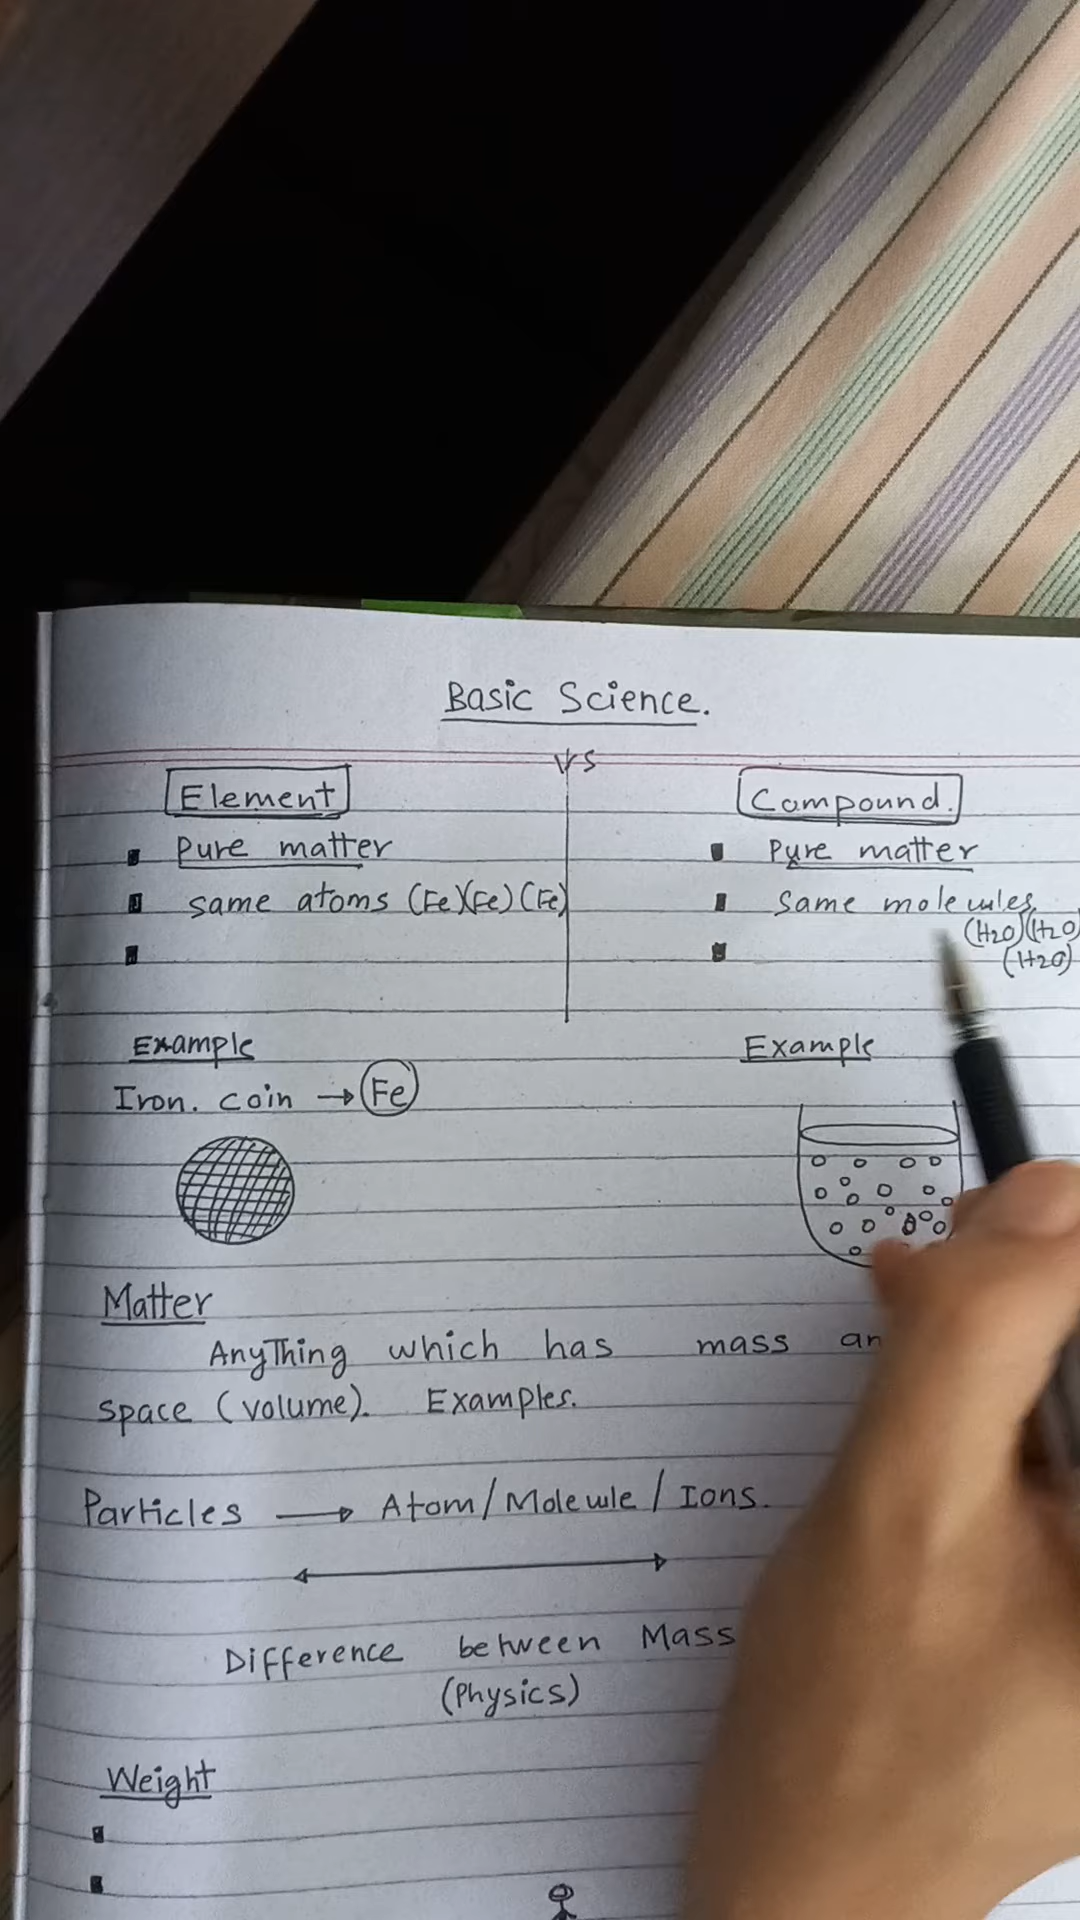 Basic Science.
vs
Element
Pure matter
same atoms (Fe)(Fe)(Fe)
Compound.
Pure matter
Same molecules
(H2O)(H2O
(H2O)
Example
Iron. coin → Fe
Example
Matter
AnyThing which has mass an
space (volume). Examples.
Particles → Atom/Molecule/Ions.
Difference between Mass
(Physics)
Weight